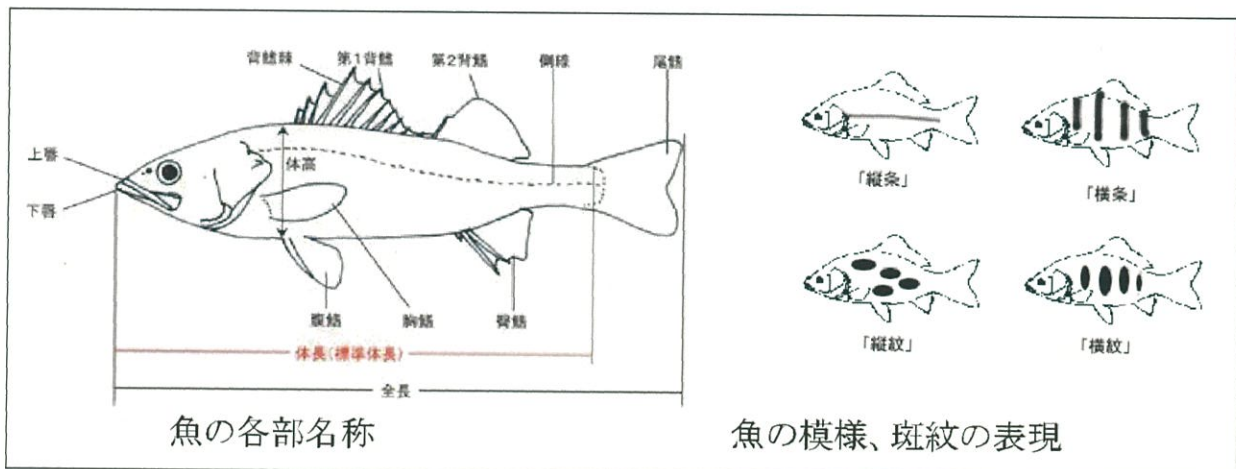 背鰭棘 第1背鰭 第2背鰭 側線 尾鰭
上唇
体高
下唇
腹鰭 胸鰭 臀鰭
体長(標準体長)
全長
魚の各部名称
「縦条」 「横条」
「縦紋」 「横紋」
魚の模様、斑紋の表現